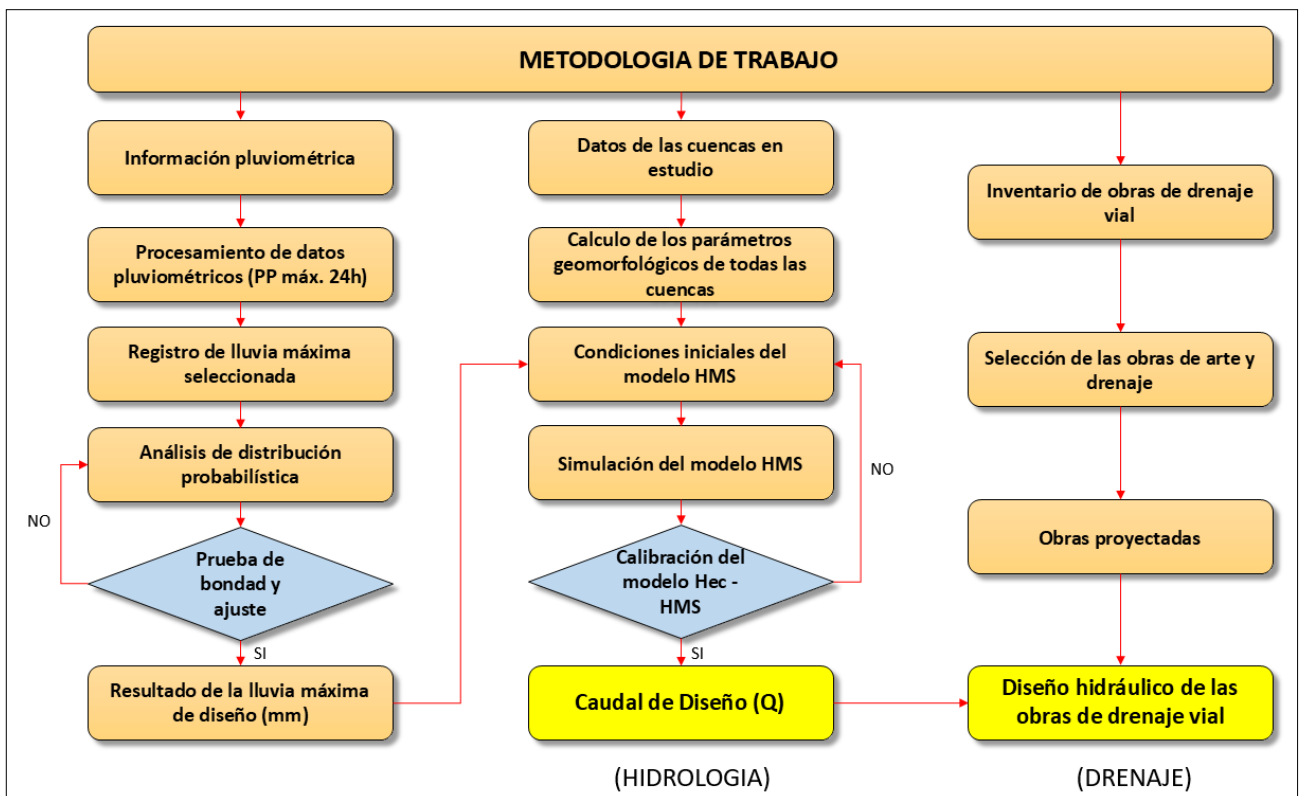 METODOLOGIA DE TRABAJO
Información pluviométrica
Procesamiento de datos
pluviométricos (PP máx. 24h)
Registro de lluvia máxima
seleccionada
Análisis de distribución
probabilística
NO
Prueba de
bondad y
ajuste
SI
Resultado de la lluvia máxima
de diseño (mm)
Datos de las cuencas en
estudio
Calculo de los parámetros
geomorfológicos de todas las
cuencas
Condiciones iniciales del
modelo HMS
Simulación del modelo HMS
NO
Calibración del
modelo Hec -
HMS
SI
Caudal de Diseño (Q)
(HIDROLOGIA)
Inventario de obras de drenaje
vial
Selección de las obras de arte y
drenaje
Obras proyectadas
Diseño hidráulico de las
obras de drenaje vial
(DRENAJE)